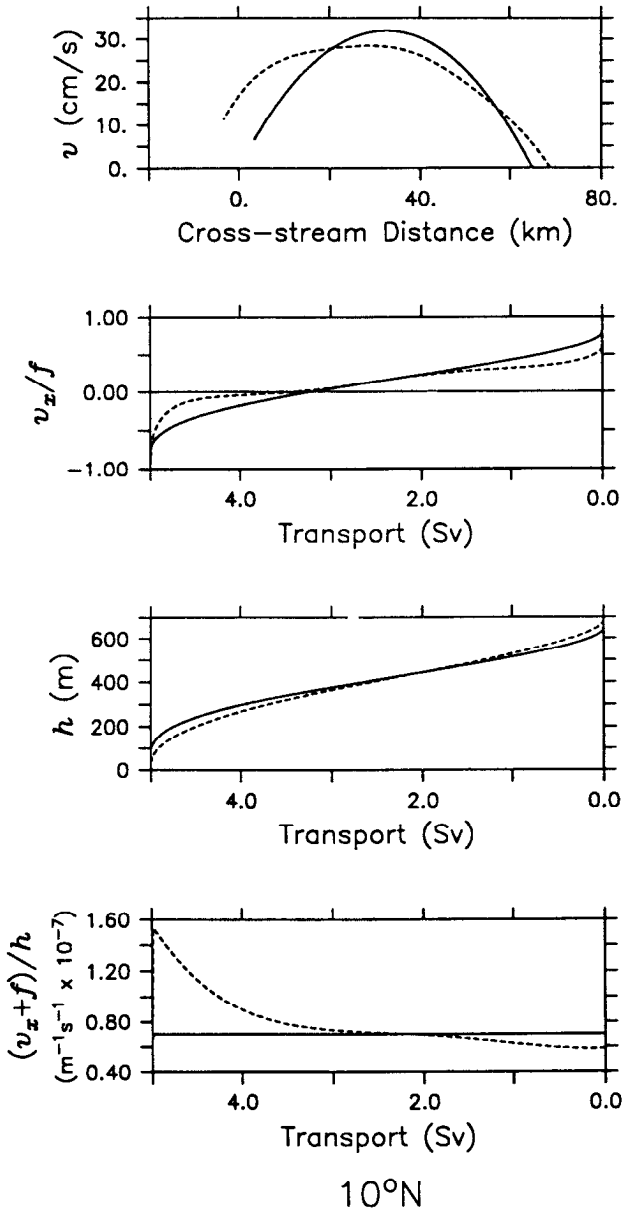 30.
20.
10.
0.
v (cm/s)
0. 40. 80.
Cross-stream Distance (km)
1.00
0.00
-1.00
vₓ/f
4.0 2.0 0.0
Transport (Sv)
600
400
200
0
h (m)
4.0 2.0 0.0
Transport (Sv)
1.60
1.20
0.80
0.40
(vₓ+f)/h
(m⁻¹s⁻¹ x 10⁻⁷)
4.0 2.0 0.0
Transport (Sv)
10°N